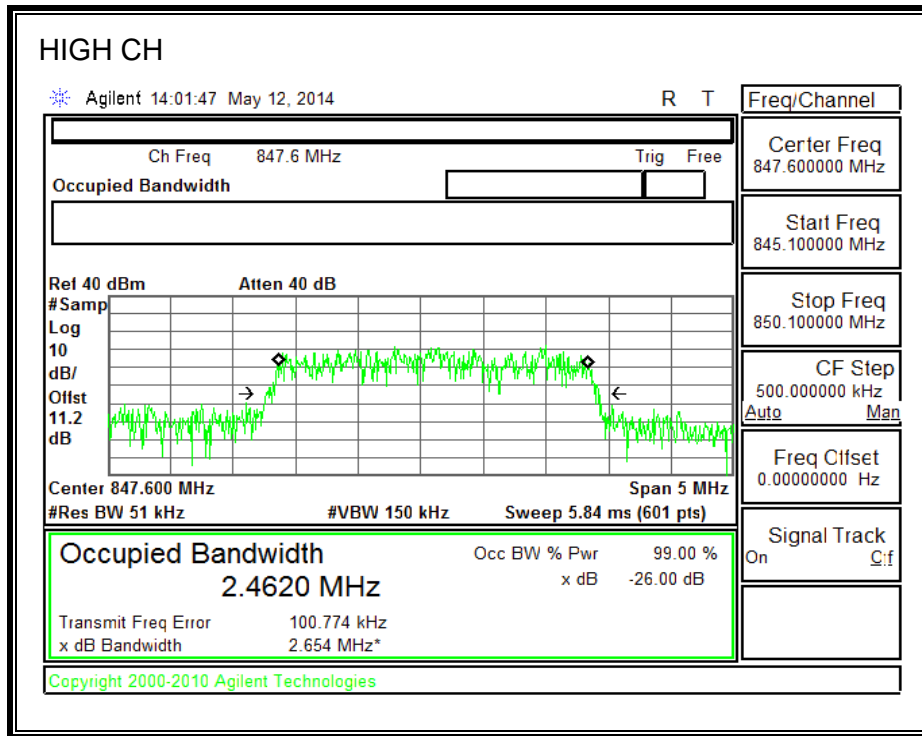 HIGH CH
Agilent 14:01:47 May 12, 2014 R T
Freq/Channel
Ch Freq 847.6 MHz Trig Free
Occupied Bandwidth
Center Freq
847.600000 MHz
Start Freq
845.100000 MHz
Stop Freq
850.100000 MHz
CF Step
500.000000 kHz
Auto Man
Freq Offset
0.00000000 Hz
Signal Track
On Off
Ref 40 dBm Atten 40 dB
#Samp
Log
10
dB/
Offst
11.2
dB
Center 847.600 MHz Span 5 MHz
#Res BW 51 kHz #VBW 150 kHz Sweep 5.84 ms (601 pts)
Occupied Bandwidth
2.4620 MHz
Occ BW % Pwr 99.00 %
x dB -26.00 dB
Transmit Freq Error 100.774 kHz
x dB Bandwidth 2.654 MHz*
Copyright 2000-2010 Agilent Technologies